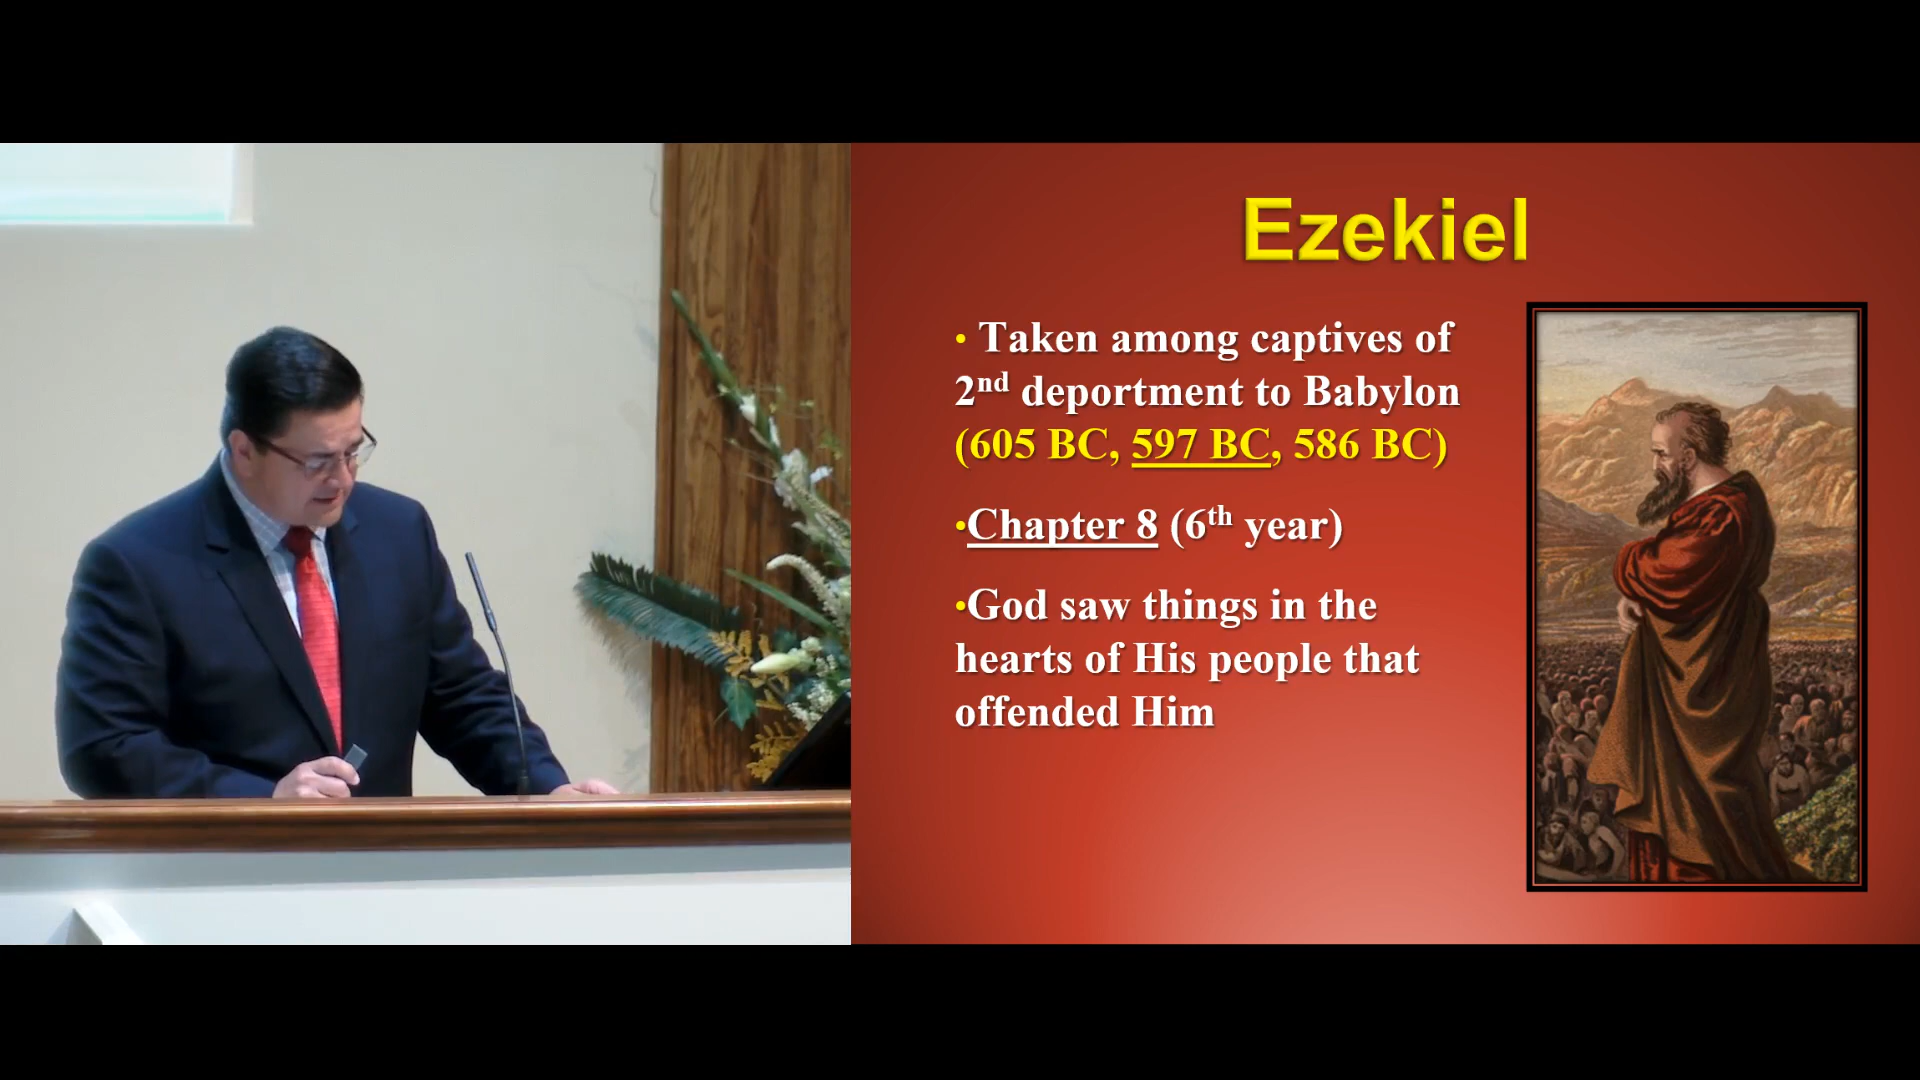 Ezekiel
• Taken among captives of
2nd deportment to Babylon
(605 BC, 597 BC, 586 BC)
•Chapter 8 (6th year)
•God saw things in the
hearts of His people that
offended Him